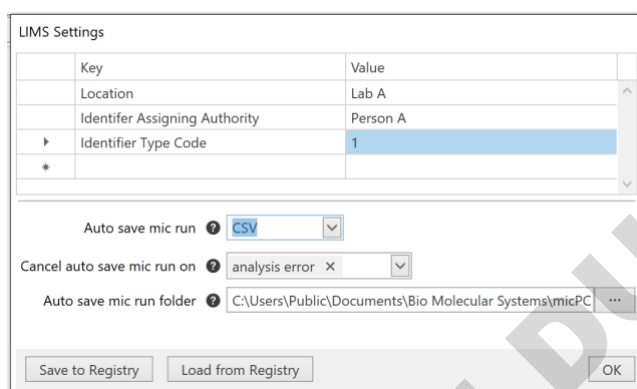 LIMS Settings
Key Value
Location Lab A
Identifer Assigning Authority Person A
Identifier Type Code 1
Auto save mic run ? CSV
Cancel auto save mic run on ? analysis error ×
Auto save mic run folder ? C:\Users\Public\Documents\Bio Molecular Systems\micPC ...
Save to Registry Load from Registry OK